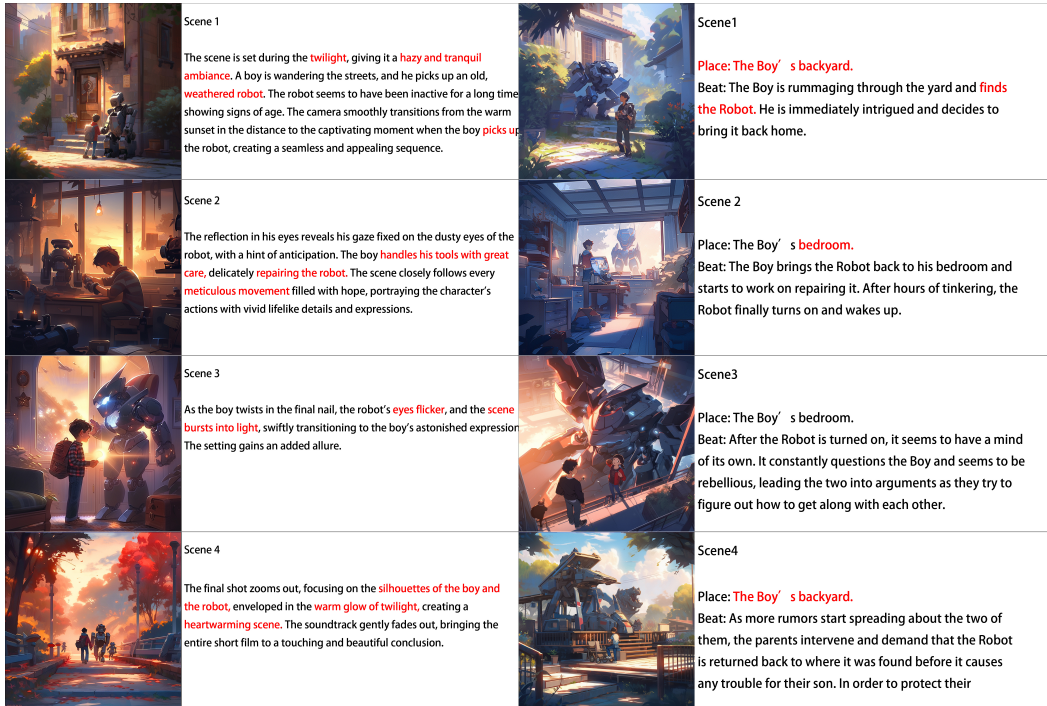 Scene 1
The scene is set during the twilight, giving it a hazy and tranquil
ambiance. A boy is wandering the streets, and he picks up an old,
weathered robot. The robot seems to have been inactive for a long time
showing signs of age. The camera smoothly transitions from the warm
sunset in the distance to the captivating moment when the boy picks up
the robot, creating a seamless and appealing sequence.
Scene1
Place: The Boy’s backyard.
Beat: The Boy is rummaging through the yard and finds
the Robot. He is immediately intrigued and decides to
bring it back home.
Scene 2
The reflection in his eyes reveals his gaze fixed on the dusty eyes of the
robot, with a hint of anticipation. The boy handles his tools with great
care, delicately repairing the robot. The scene closely follows every
meticulous movement filled with hope, portraying the character’s
actions with vivid lifelike details and expressions.
Scene 2
Place: The Boy’s bedroom.
Beat: The Boy brings the Robot back to his bedroom and
starts to work on repairing it. After hours of tinkering, the
Robot finally turns on and wakes up.
Scene 3
As the boy twists in the final nail, the robot’s eyes flicker, and the scene
bursts into light, swiftly transitioning to the boy’s astonished expression
The setting gains an added allure.
Scene3
Place: The Boy’s bedroom.
Beat: After the Robot is turned on, it seems to have a mind
of its own. It constantly questions the Boy and seems to be
rebellious, leading the two into arguments as they try to
figure out how to get along with each other.
Scene 4
The final shot zooms out, focusing on the silhouettes of the boy and
the robot, enveloped in the warm glow of twilight, creating a
heartwarming scene. The soundtrack gently fades out, bringing the
entire short film to a touching and beautiful conclusion.
Scene4
Place: The Boy’s backyard.
Beat: As more rumors start spreading about the two of
them, the parents intervene and demand that the Robot
is returned back to where it was found before it causes
any trouble for their son. In order to protect their